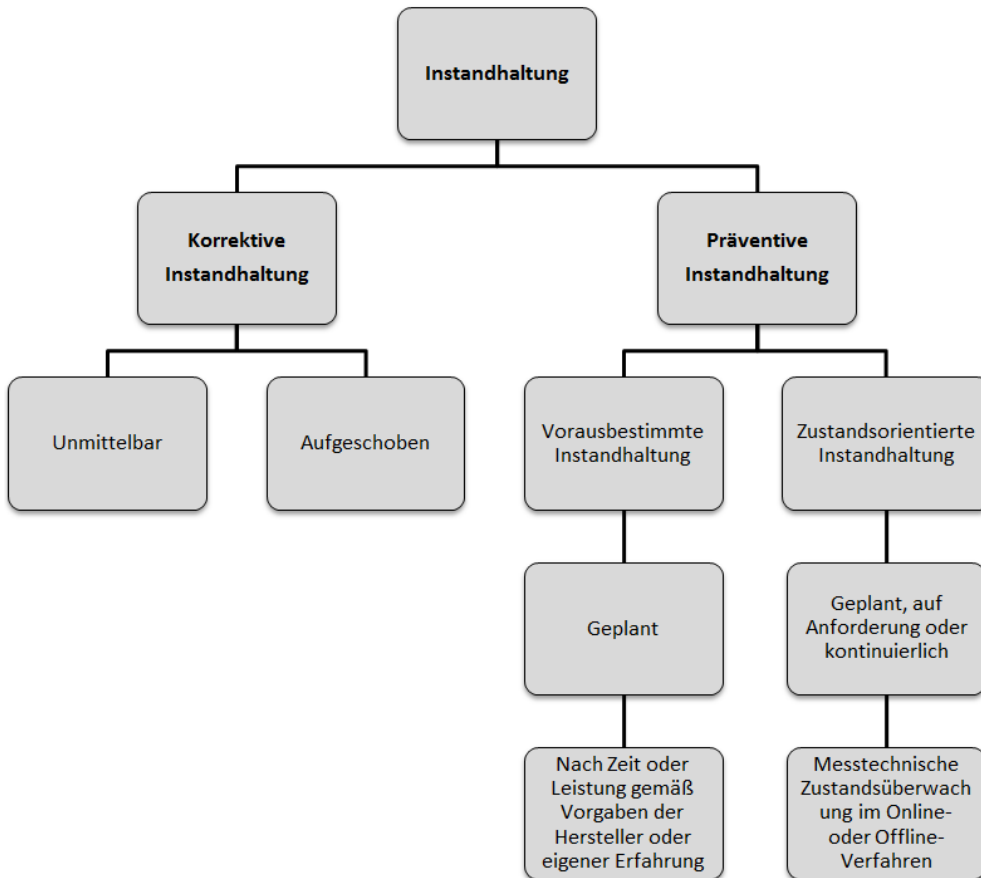 Instandhaltung
Korrektive
Instandhaltung
Präventive
Instandhaltung
Unmittelbar
Aufgeschoben
Vorausbestimmte
Instandhaltung
Zustandsorientierte
Instandhaltung
Geplant
Geplant, auf
Anforderung oder
kontinuierlich
Nach Zeit oder
Leistung gemäß
Vorgaben der
Hersteller oder
eigener Erfahrung
Messtechnische
Zustandsüberwach
ung im Online-
oder Offline-
Verfahren